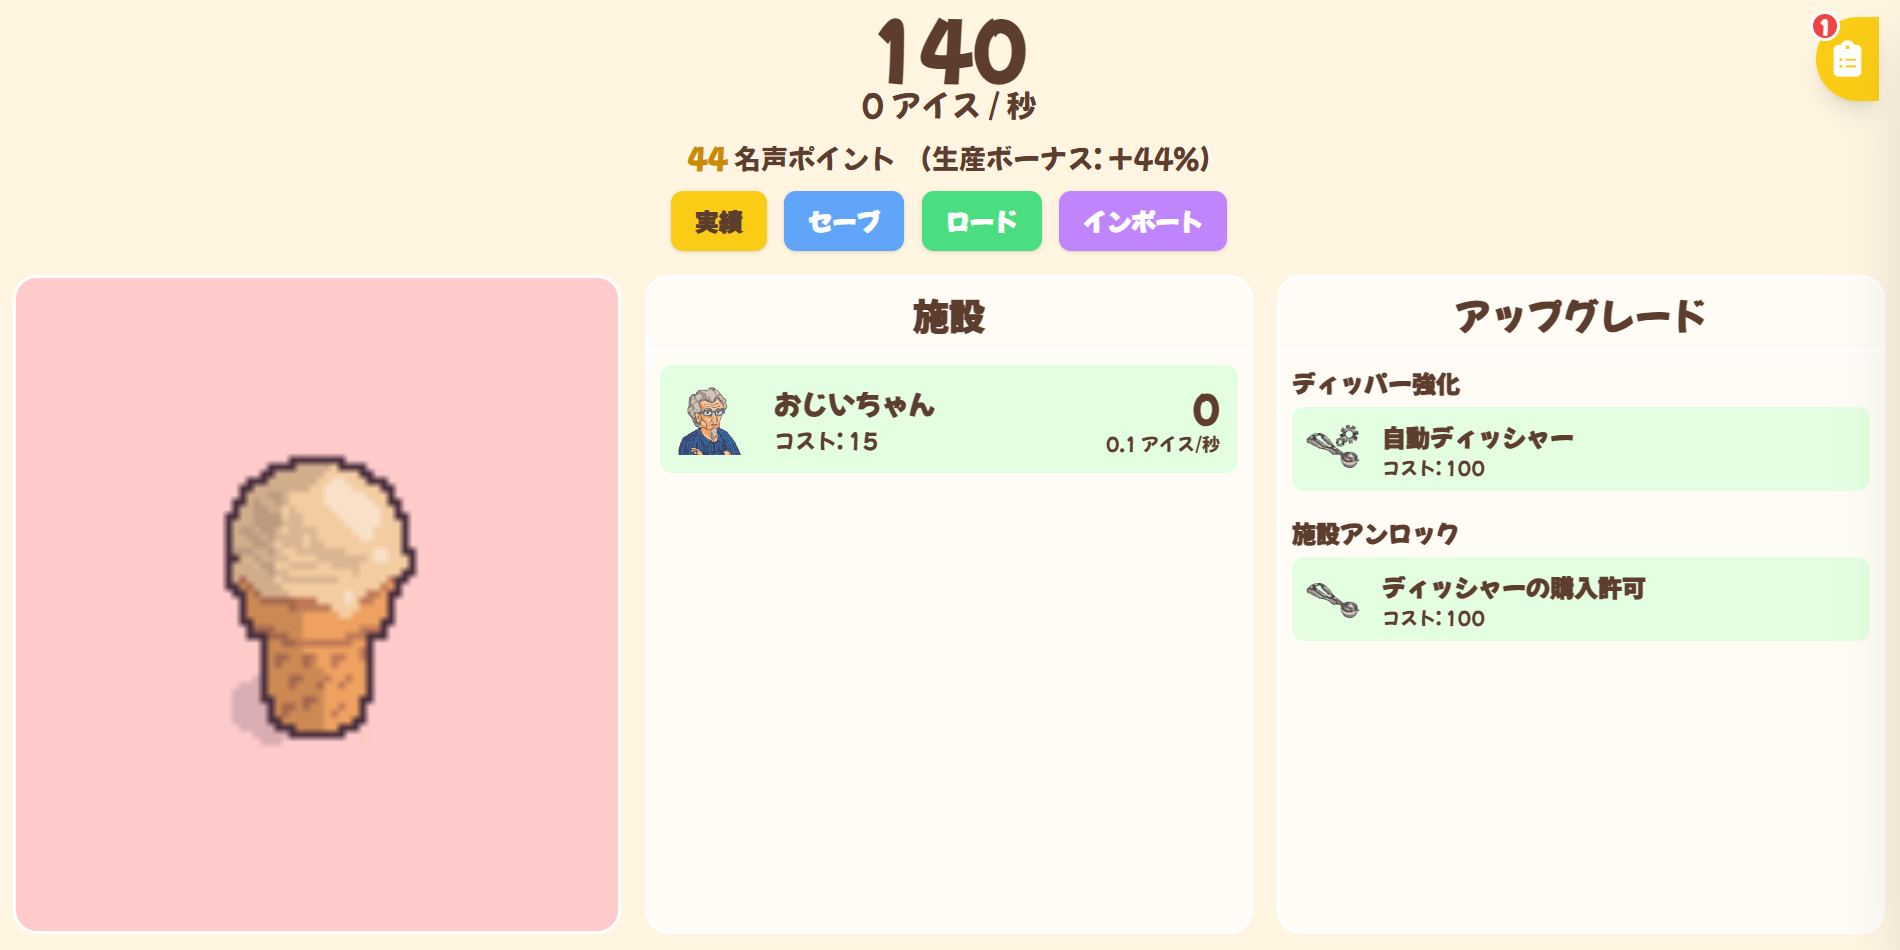 140
0 アイス / 秒
44 名声ポイント （生産ボーナス：+44%）
実績 セーブ ロード インポート
1
施設
おじいちゃん
コスト：15
0
0.1 アイス/秒
アップグレード
ディッパー強化
自動ディッシャー
コスト：100
施設アンロック
ディッシャーの購入許可
コスト：100